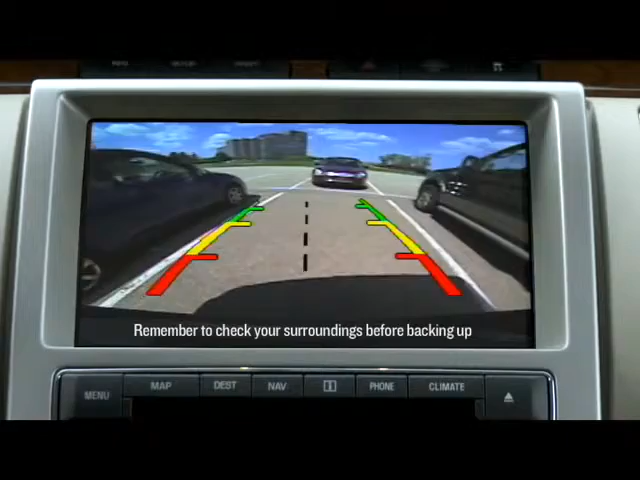 Remember to check your surroundings before backing up
MENU MAP DEST NAV i PHONE CLIMATE